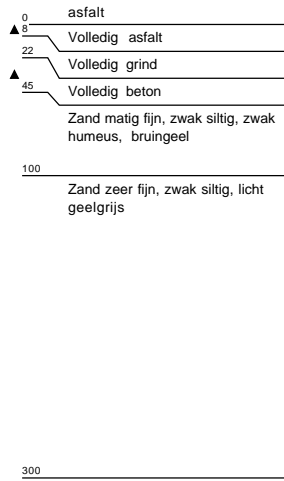 0 asfalt
8 Volledig asfalt
22 Volledig grind
45 Volledig beton
Zand matig fijn, zwak siltig, zwak
humeus, bruingeel
100
Zand zeer fijn, zwak siltig, licht
geelgrijs
300